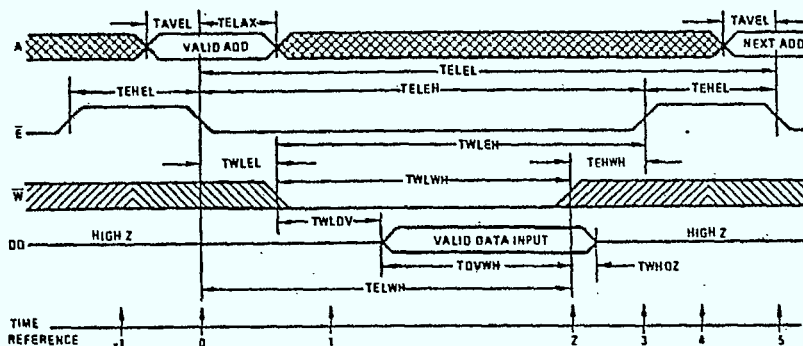 TAVEL TELAX TAVEL
A VALID ADD NEXT ADD
TELEL
TEHEL TELEH TEHEL
E
TWLEH
TWLEL TEHWH
TWLWH
W
TWLDV
DQ HIGH Z VALID DATA INPUT HIGH Z
TDVWH TWHDZ
TELWH
TIME
REFERENCE -1 0 1 2 3 4 5